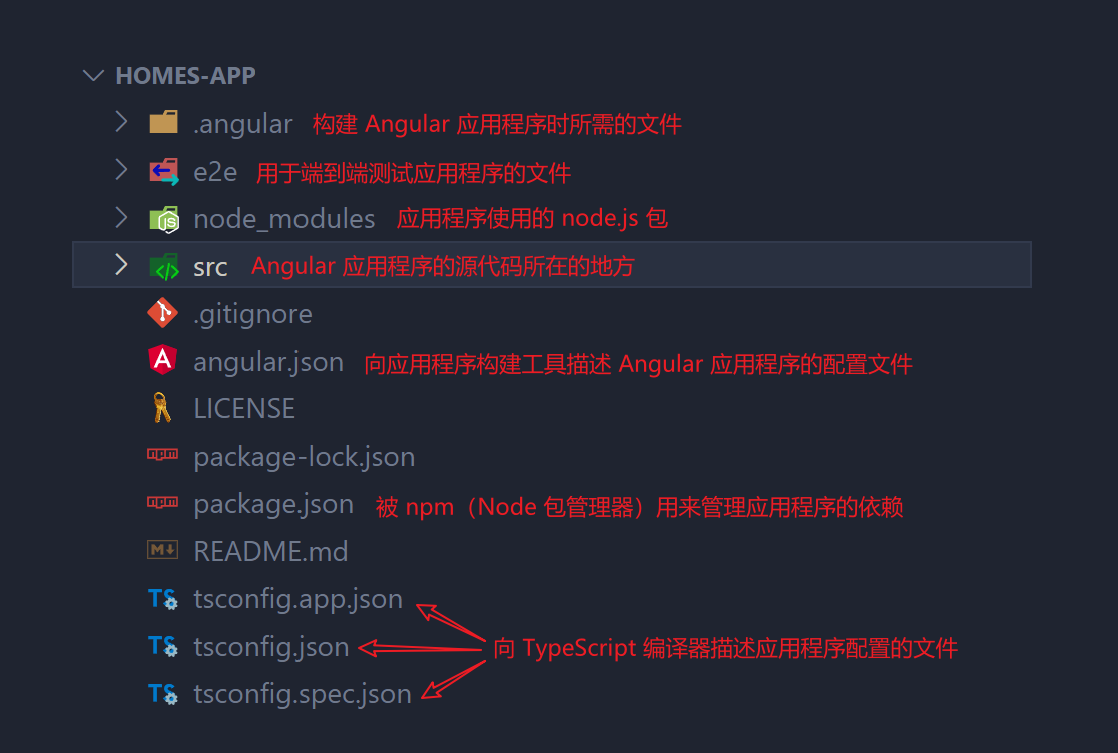 HOMES-APP
.angular 构建 Angular 应用程序时所需的文件
e2e 用于端到端测试应用程序的文件
node_modules 应用程序使用的 node.js 包
src Angular 应用程序的源代码所在的地方
.gitignore
angular.json 向应用程序构建工具描述 Angular 应用程序的配置文件
LICENSE
package-lock.json
package.json 被 npm（Node 包管理器）用来管理应用程序的依赖
README.md
tsconfig.app.json
tsconfig.json 向 TypeScript 编译器描述应用程序配置的文件
tsconfig.spec.json